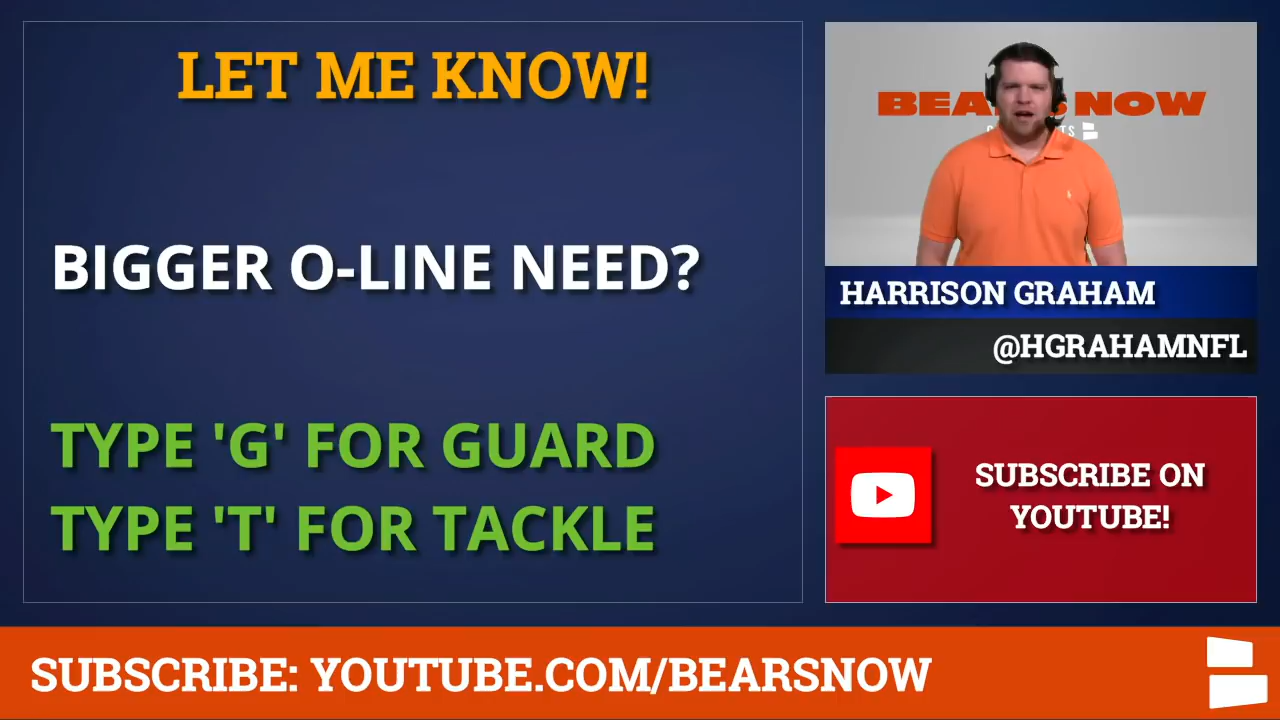 LET ME KNOW!
BIGGER O-LINE NEED?
TYPE 'G' FOR GUARD
TYPE 'T' FOR TACKLE
NOW
HARRISON GRAHAM
@HGRAHAMNFL
SUBSCRIBE ON
YOUTUBE!
SUBSCRIBE: YOUTUBE.COM/BEARSNOW